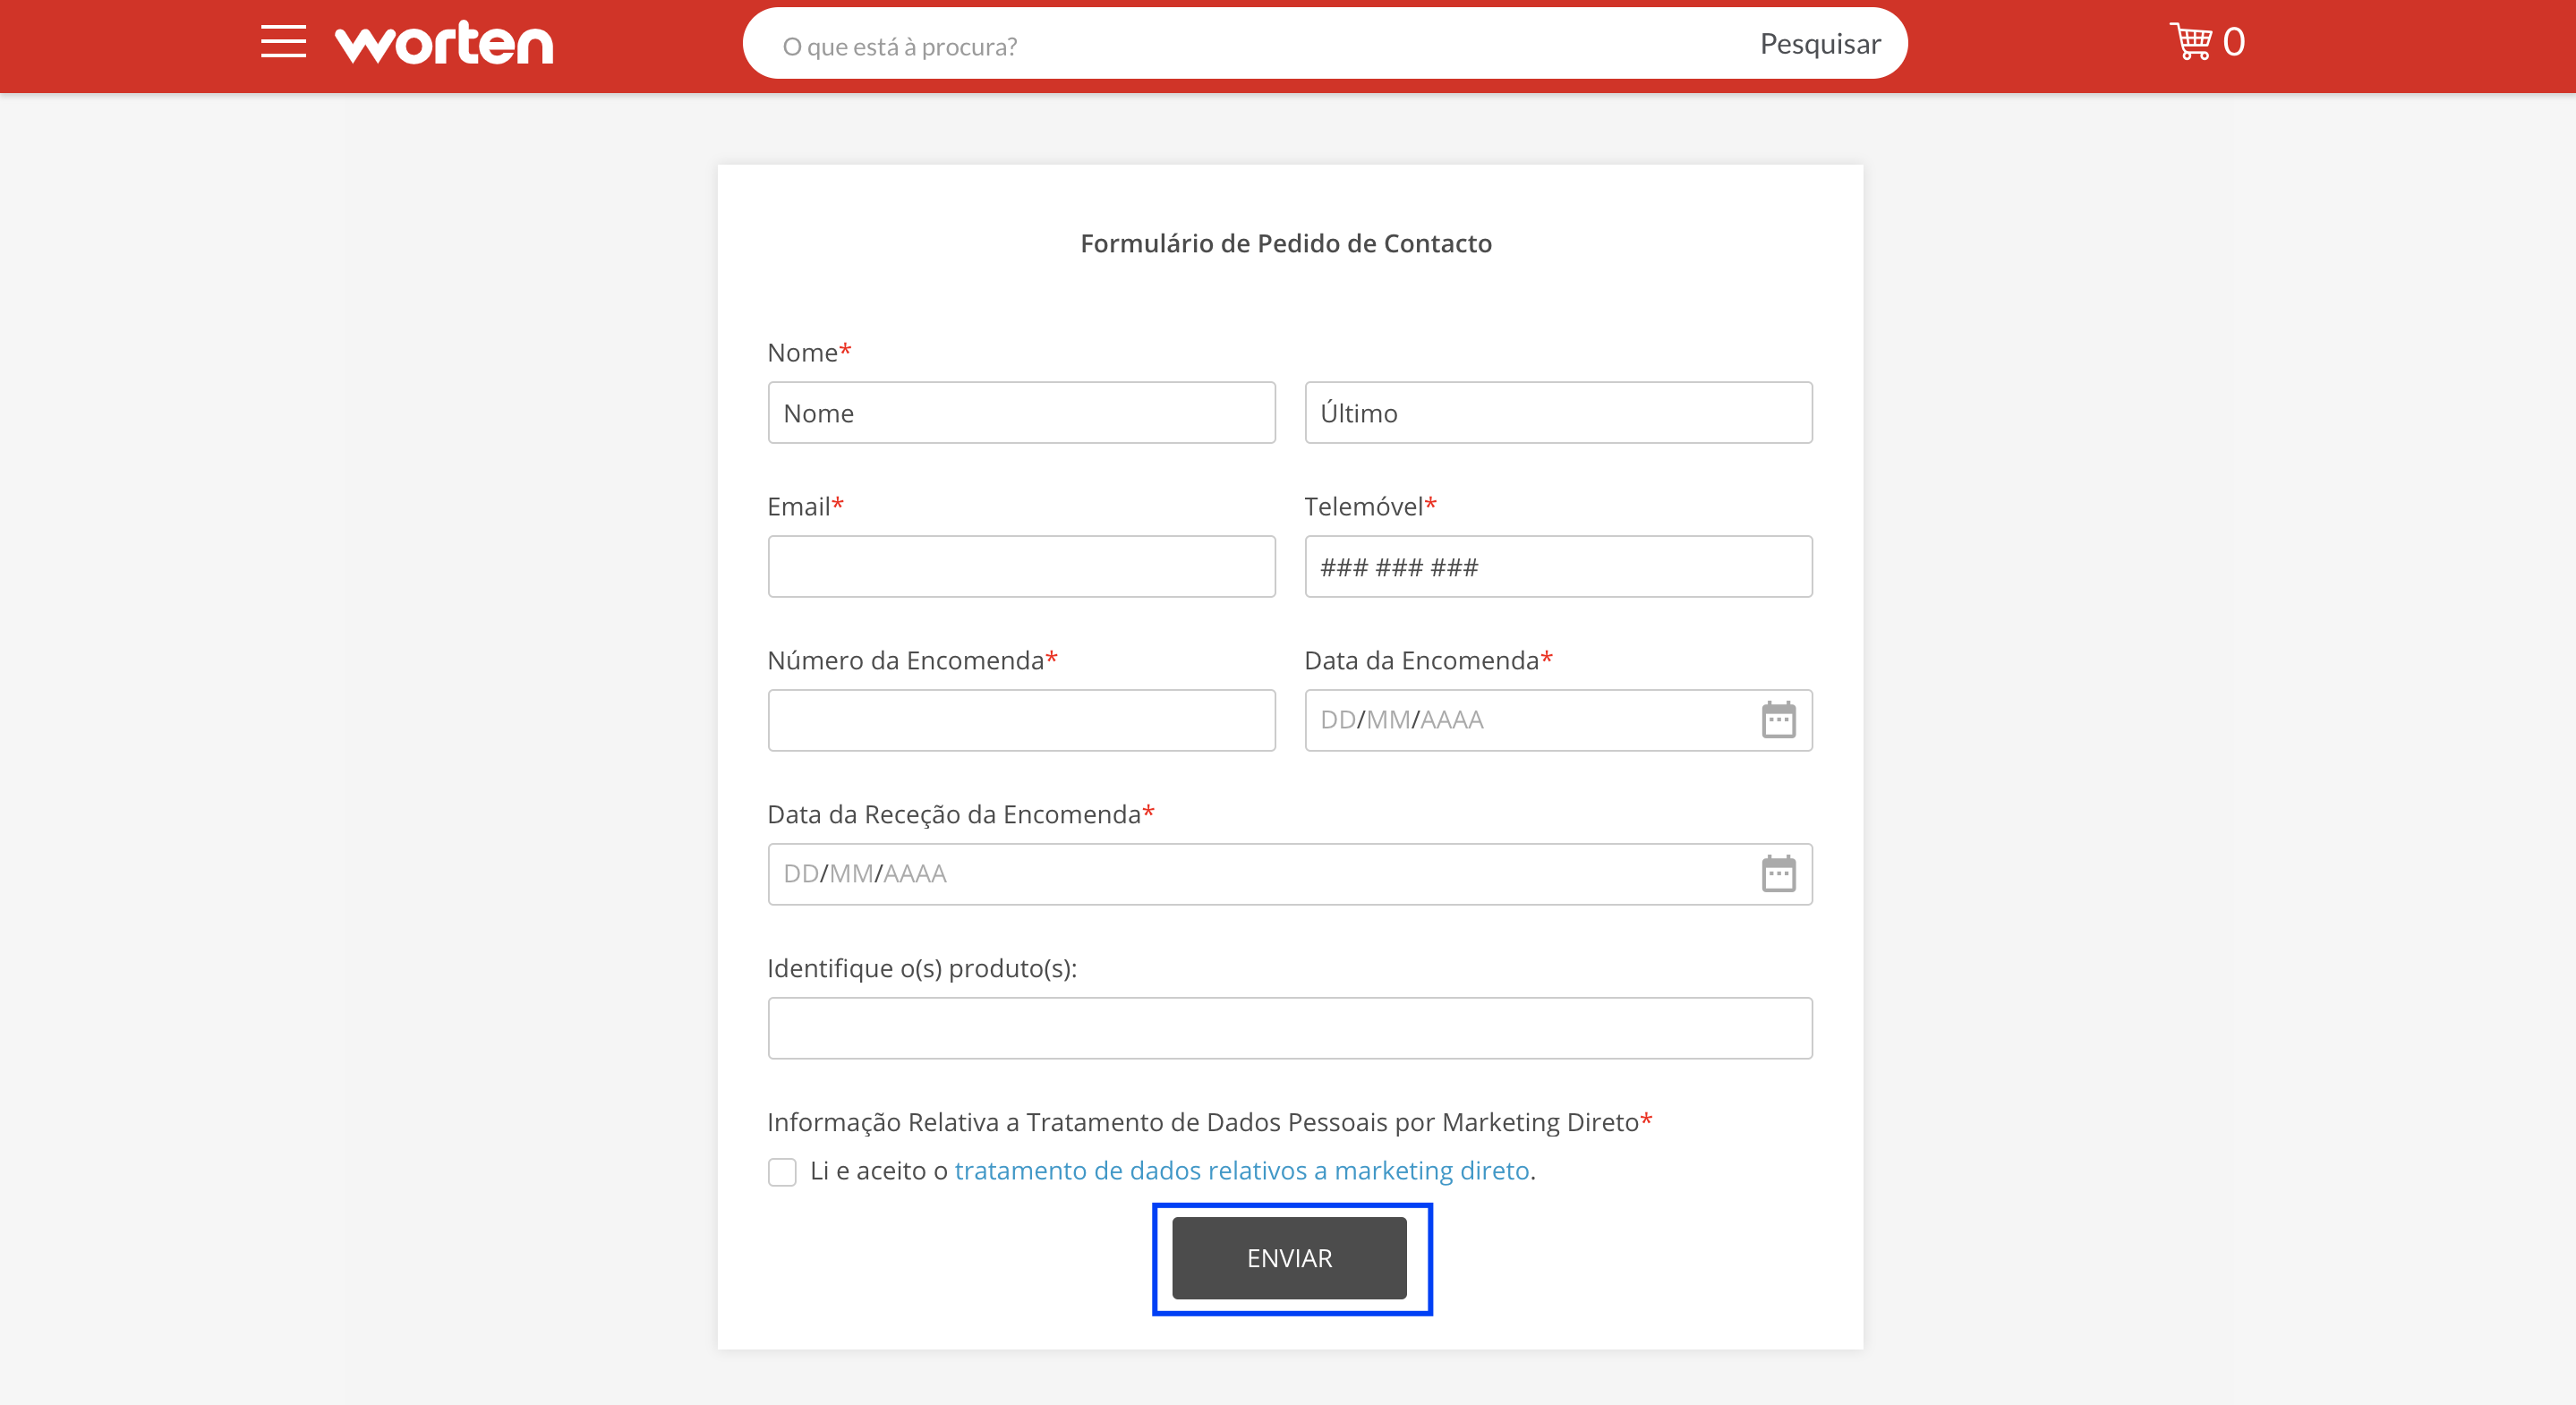 worten
O que está à procura?
Pesquisar
0
Formulário de Pedido de Contacto
Nome*
Nome
Último
Email*
Telemóvel*
### ### ###
Número da Encomenda*
Data da Encomenda*
DD/MM/AAAA
Data da Receção da Encomenda*
DD/MM/AAAA
Identifique o(s) produto(s):
Informação Relativa a Tratamento de Dados Pessoais por Marketing Direto*
Li e aceito o tratamento de dados relativos a marketing direto.
ENVIAR